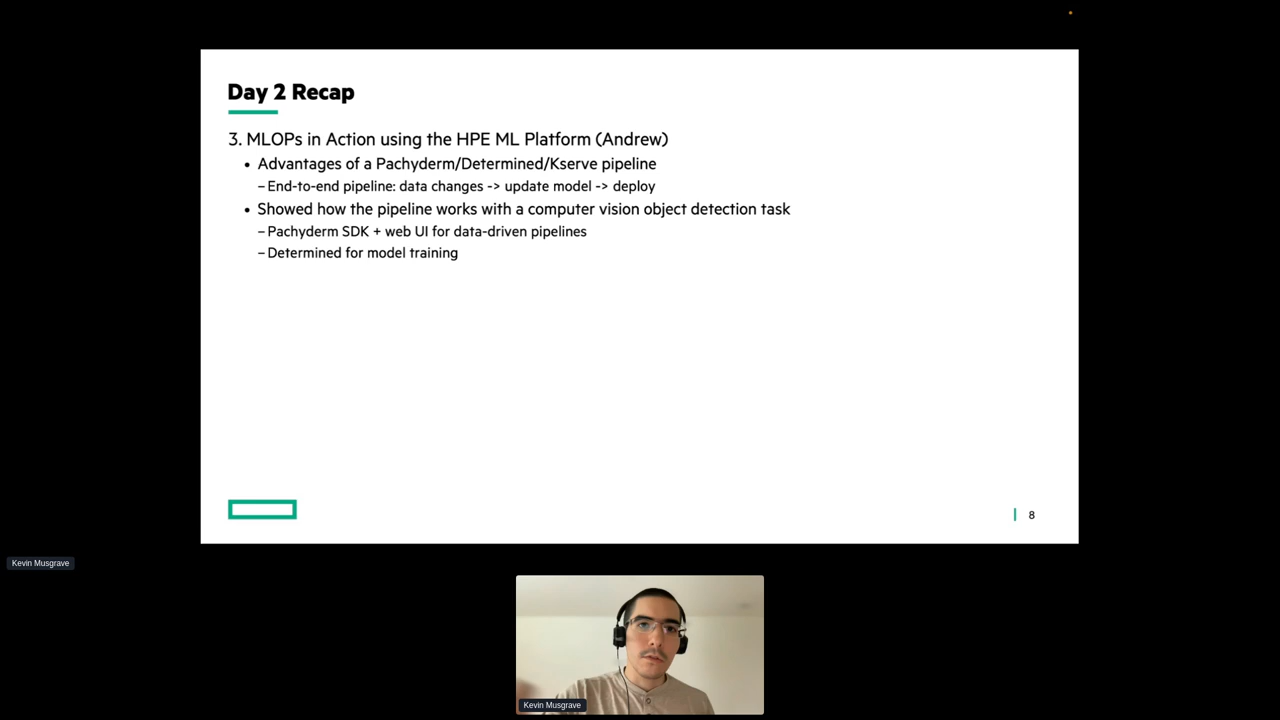 Day 2 Recap
3. MLOPs in Action using the HPE ML Platform (Andrew)
• Advantages of a Pachyderm/Determined/Kserve pipeline
– End-to-end pipeline: data changes -> update model -> deploy
• Showed how the pipeline works with a computer vision object detection task
– Pachyderm SDK + web UI for data-driven pipelines
– Determined for model training
8
Kevin Musgrave
Kevin Musgrave